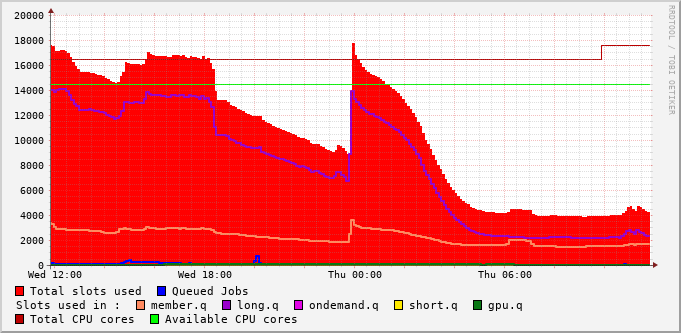 20000
18000
16000
14000
12000
10000
8000
6000
4000
2000
0
Wed 12:00 Wed 18:00 Thu 00:00 Thu 06:00
Total slots used Queued Jobs
Slots used in : member.q long.q ondemand.q short.q gpu.q
Total CPU cores Available CPU cores
RRDTOOL / TOBI OETIKER